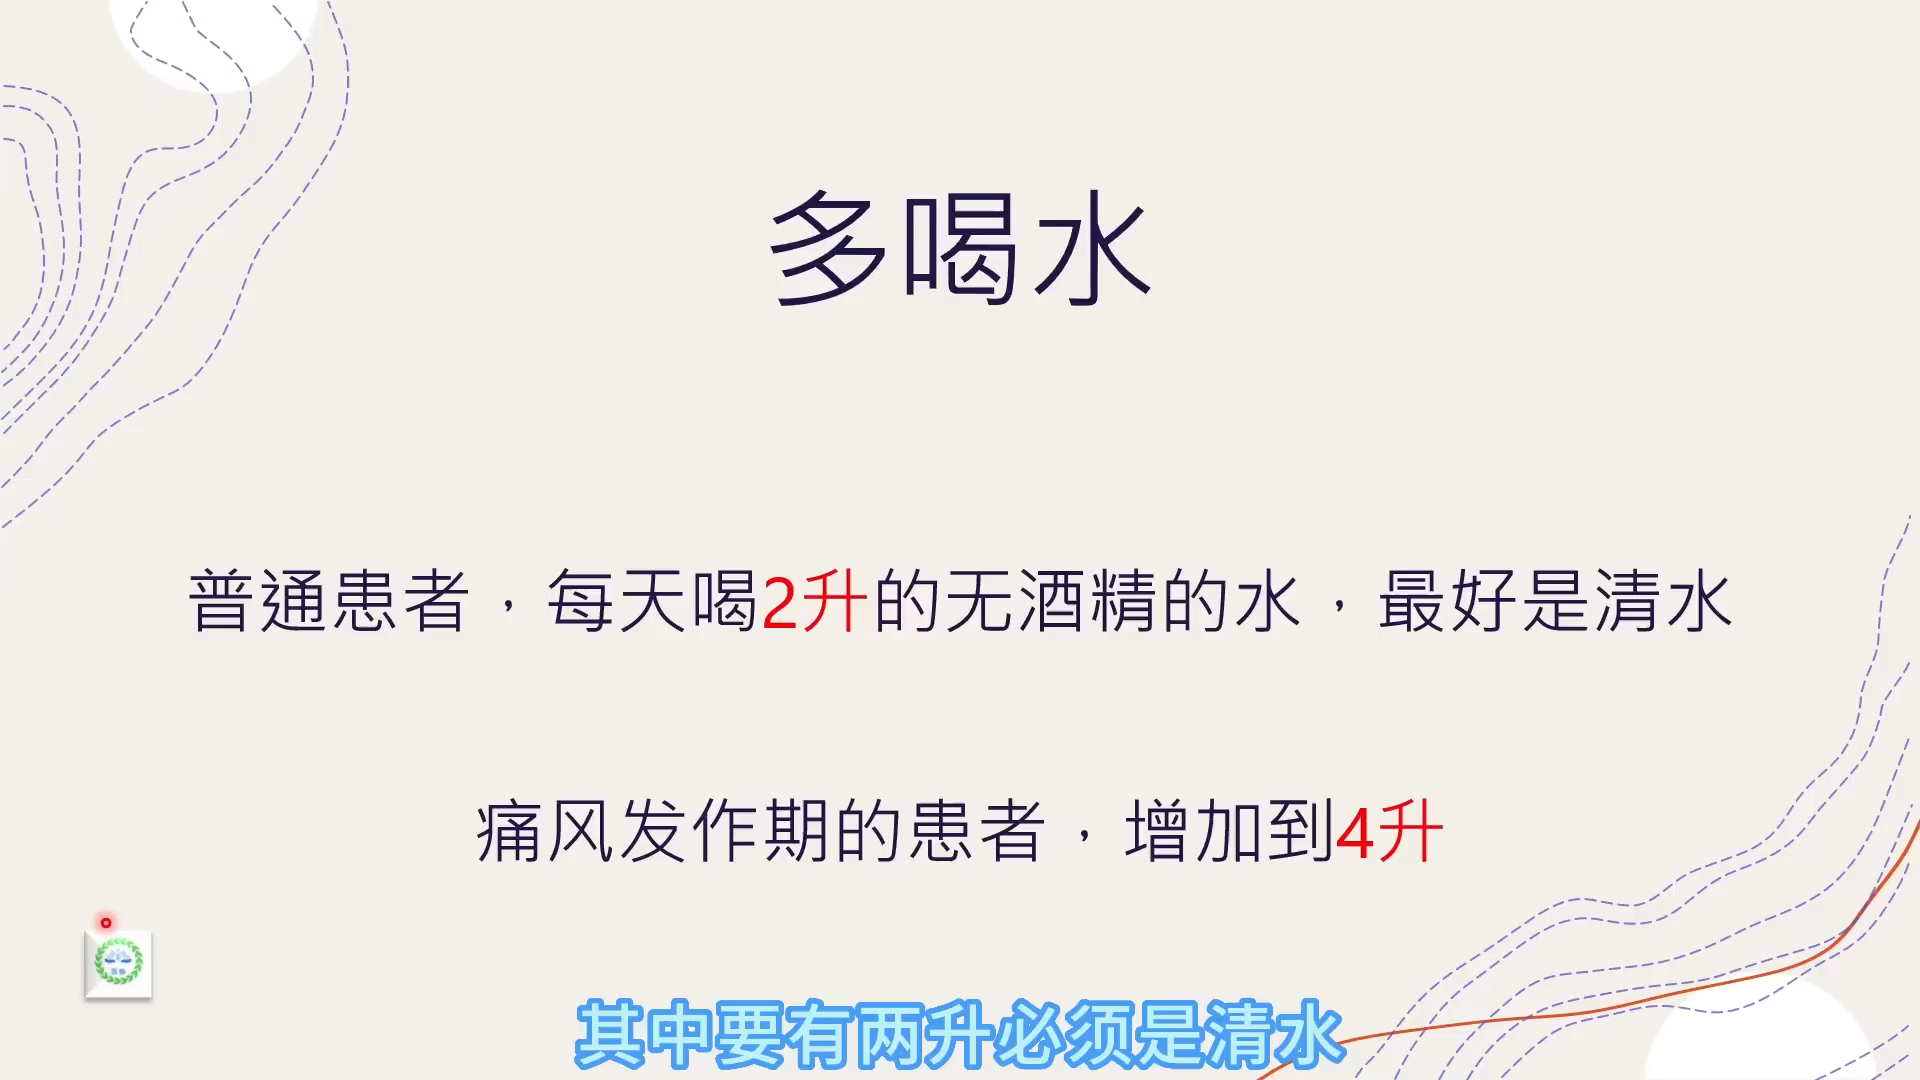 多喝水
普通患者，每天喝2升的无酒精的水，最好是清水
痛风发作期的患者，增加到4升
其中要有两升必须是清水